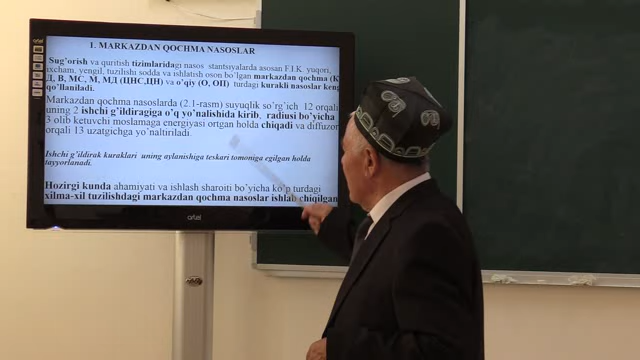 1. MARKAZDAN QOCHMA NASOSLAR
Sug'orish va quritish tizimlaridagi nasos stantsiyalarda asosan F.I.K. yuqori,
ixcham, yengil, tuzilishi sodda va ishlatish oson bo'lgan markazdan qochma (K
Д, В, МС, М, МД (ЦНС,ЦН) va o'qiy (O, ОП) turdagi kurakli nasoslar keng
qo'llaniladi.
Markazdan qochma nasoslarda (2.1-rasm) suyuqlik so'rg'ich 12 orqali
uning 2 ishchi g'ildiragiga o'q yo'nalishida kirib, radiusi bo'yicha
3 olib ketuvchi moslamaga energiyasi ortgan holda chiqadi va diffuzor
orqali 13 uzatgichga yo'naltiriladi.
Ishchi g'ildirak kuraklari uning aylanishiga teskari tomoniga egilgan holda
tayyorlanadi.
Hozirgi kunda ahamiyati va ishlash sharoiti bo'yicha ko'p turdagi
xilma-xil tuzilishdagi markazdan qochma nasoslar ishlab chiqilgan
artel
artel